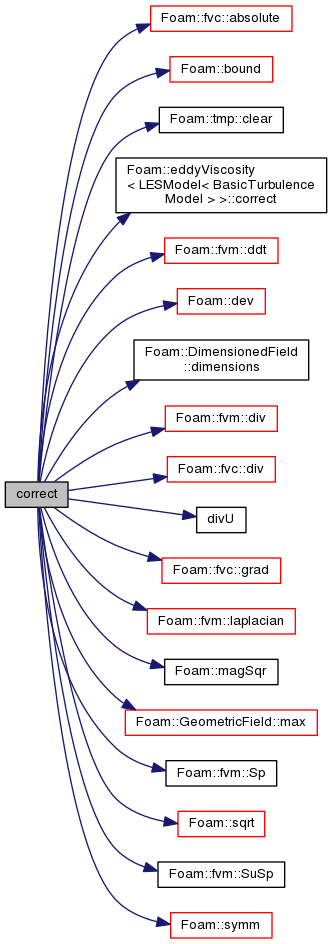 Foam::fvc::absolute
Foam::bound
Foam::tmp::clear
Foam::eddyViscosity
< LESModel< BasicTurbulence
Model > >::correct
Foam::fvm::ddt
Foam::dev
Foam::DimensionedField
::dimensions
Foam::fvm::div
Foam::fvc::div
correct
divU
Foam::fvc::grad
Foam::fvm::laplacian
Foam::magSqr
Foam::GeometricField::max
Foam::fvm::Sp
Foam::sqrt
Foam::fvm::SuSp
Foam::symm